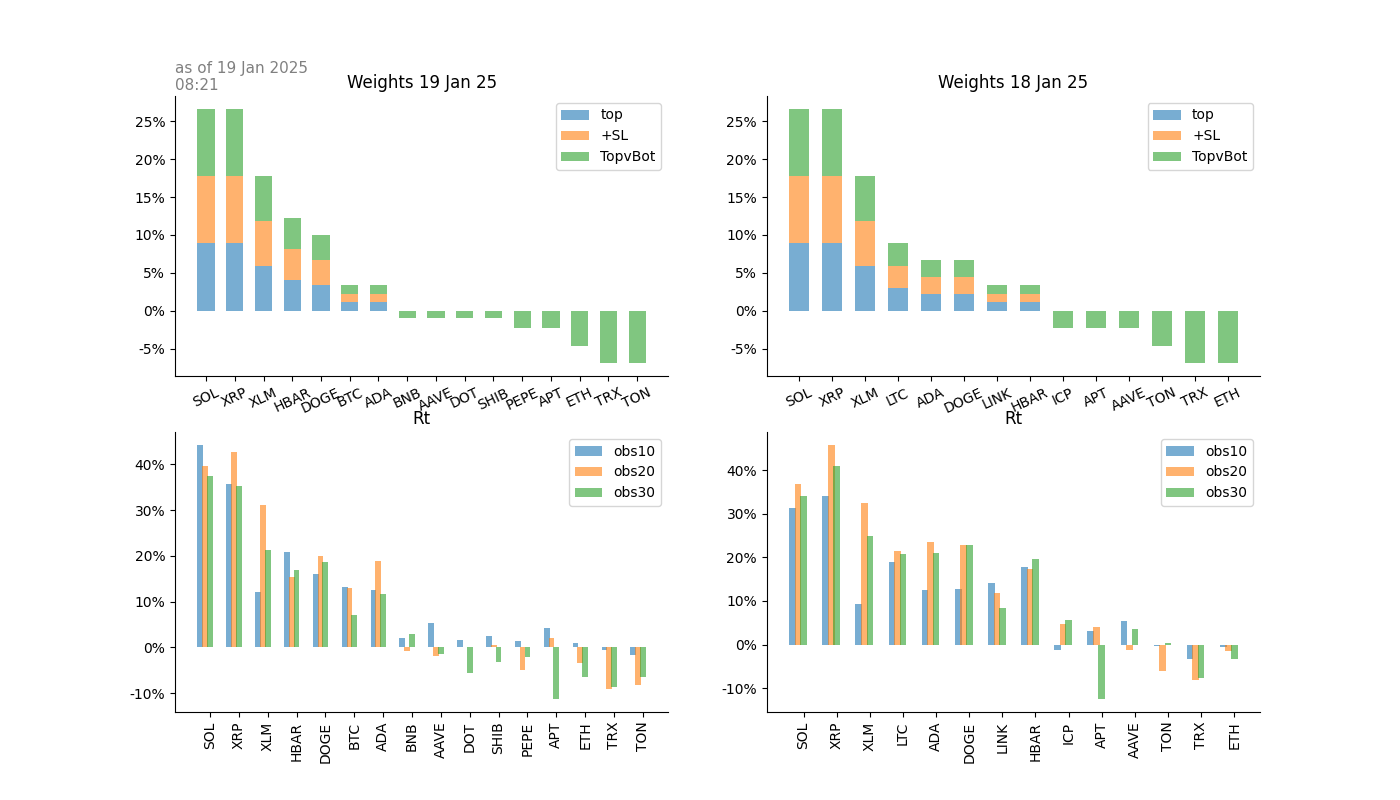 as of 19 Jan 2025
08:21
Weights 19 Jan 25
25%
20%
15%
10%
5%
0%
-5%
top
+SL
TopvBot
SOL XRP XLM HBAR DOGE BTC ADA BNB AAVE DOT SHIB PEPE APT ETH TRX TON
Weights 18 Jan 25
25%
20%
15%
10%
5%
0%
-5%
top
+SL
TopvBot
SOL XRP XLM LTC ADA DOGE LINK HBAR ICP APT AAVE TON TRX ETH
Rt
40%
30%
20%
10%
0%
-10%
obs10
obs20
obs30
SOL XRP XLM HBAR DOGE BTC ADA BNB AAVE DOT SHIB PEPE APT ETH TRX TON
Rt
40%
30%
20%
10%
0%
-10%
obs10
obs20
obs30
SOL XRP XLM LTC ADA DOGE LINK HBAR ICP APT AAVE TON TRX ETH